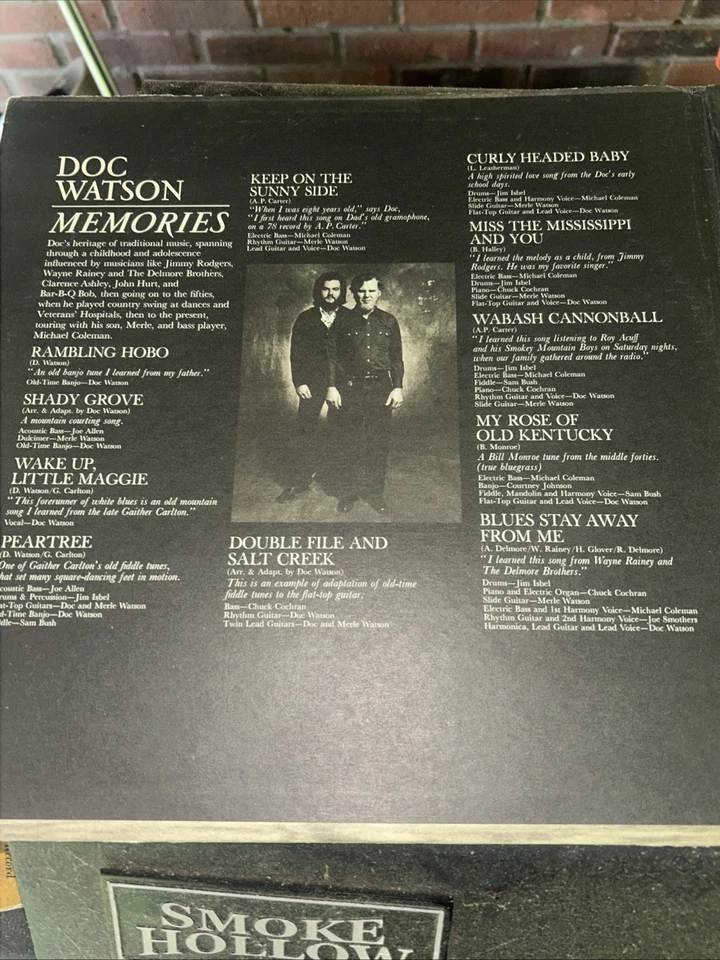 DOC
WATSON
MEMORIES
Doc's heritage of traditional music, spanning
through a childhood and adolescence
influenced by musicians like Jimmy Rodgers,
Wayne Rainey and The Delmore Brothers,
Clarence Ashley, John Hurt, and
Bar-B-Q Bob, then going on to the fifties,
when he played country swing at dances and
Veterans' Hospitals, then to the present,
touring with his son, Merle, and bass player,
Michael Coleman.
RAMBLING HOBO
(D. Watson)
"An old banjo tune I learned from my father."
Old-Time Banjo—Doc Watson
SHADY GROVE
(Arr. & Adapt. by Doc Watson)
A mountain courting song.
Acoustic Bass—Joe Allen
Dulcimer—Merle Watson
Old-Time Banjo—Doc Watson
WAKE UP,
LITTLE MAGGIE
(D. Watson/G. Carlton)
"This forerunner of white blues is an old mountain
song I learned from the late Gaither Carlton."
Vocal—Doc Watson
PEARTREE
(D. Watson/G. Carlton)
One of Gaither Carlton's old fiddle tunes,
hat set many square-dancing feet in motion.
coustic Bass—Joe Allen
rums & Percussion—Jim Isbel
at-Top Guitars—Doc and Merle Watson
d-Time Banjo—Doc Watson
ddle—Sam Bush
KEEP ON THE
SUNNY SIDE
(A.P. Carter)
"When I was eight years old," says Doc,
"I first heard this song on Dad's old gramophone,
on a 78 record by A. P. Carter."
Electric Bass—Michael Coleman
Rhythm Guitar—Merle Watson
Lead Guitar and Voice—Doc Watson
DOUBLE FILE AND
SALT CREEK
(Arr. & Adapt. by Doc Watson)
This is an example of adaptation of old-time
fiddle tunes to the flat-top guitar.
Bass—Chuck Cochran
Rhythm Guitar—Doc Watson
Twin Lead Guitars—Doc and Merle Watson
CURLY HEADED BABY
(L. Leatherman)
A high spirited love song from the Doc's early
school days.
Drums—Jim Isbel
Electric Bass and Harmony Voice—Michael Coleman
Slide Guitar—Merle Watson
Flat-Top Guitar and Lead Voice—Doc Watson
MISS THE MISSISSIPPI
AND YOU
(B. Halley)
"I learned the melody as a child, from Jimmy
Rodgers. He was my favorite singer."
Electric Bass—Michael Coleman
Drums—Jim Isbel
Piano—Chuck Cochran
Slide Guitar—Merle Watson
Flat-Top Guitar and Voice—Doc Watson
WABASH CANNONBALL
(A.P. Carter)
"I learned this song listening to Roy Acuff
and his Smokey Mountain Boys on Saturday nights,
when our family gathered around the radio."
Drums—Jim Isbel
Electric Bass—Michael Coleman
Fiddle—Sam Bush
Piano—Chuck Cochran
Rhythm Guitar and Voice—Doc Watson
Slide Guitar—Merle Watson
MY ROSE OF
OLD KENTUCKY
(B. Monroe)
A Bill Monroe tune from the middle forties.
(true bluegrass)
Electric Bass—Michael Coleman
Banjo—Courtney Johnson
Fiddle, Mandolin and Harmony Voice—Sam Bush
Flat-Top Guitar and Lead Voice—Doc Watson
BLUES STAY AWAY
FROM ME
(A. Delmore/W. Rainey/H. Glover/R. Delmore)
"I learned this song from Wayne Rainey and
The Delmore Brothers."
Drums—Jim Isbel
Piano and Electric Organ—Chuck Cochran
Slide Guitar—Merle Watson
Electric Bass and 1st Harmony Voice—Michael Coleman
Rhythm Guitar and 2nd Harmony Voice—Joe Smothers
Harmonica, Lead Guitar and Lead Voice—Doc Watson
SMOKE
HOLLOW